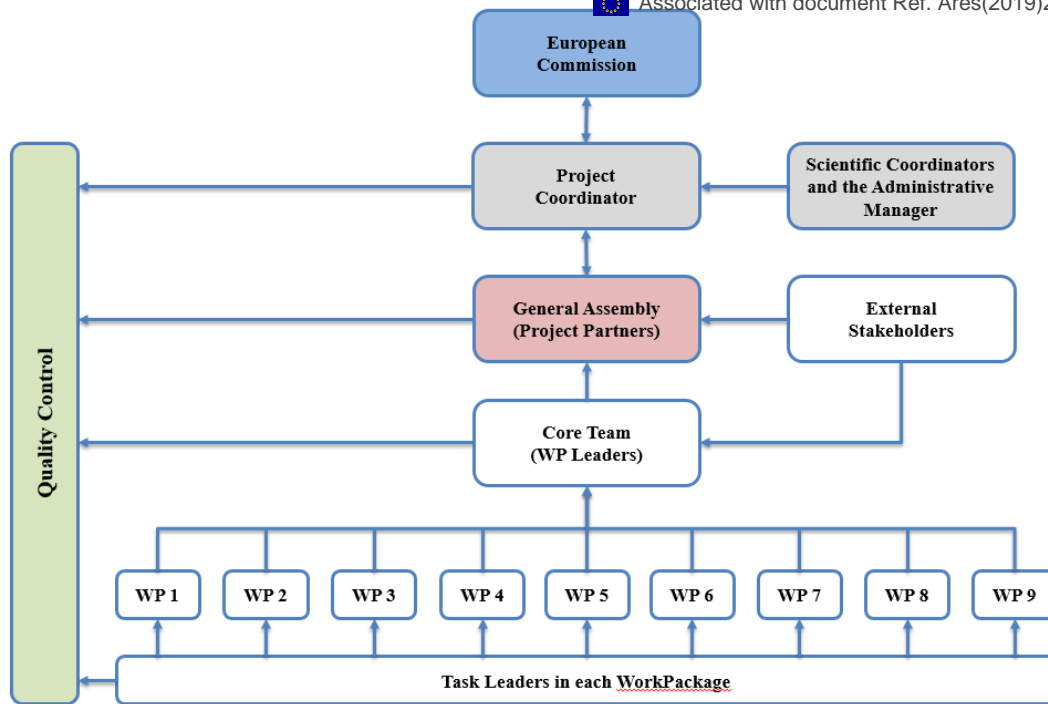 Associated with document Ref. Ares(2019)2
European
Commission
Project
Coordinator
Scientific Coordinators
and the Administrative
Manager
General Assembly
(Project Partners)
External
Stakeholders
Quality Control
Core Team
(WP Leaders)
WP 1
WP 2
WP 3
WP 4
WP 5
WP 6
WP 7
WP 8
WP 9
Task Leaders in each WorkPackage